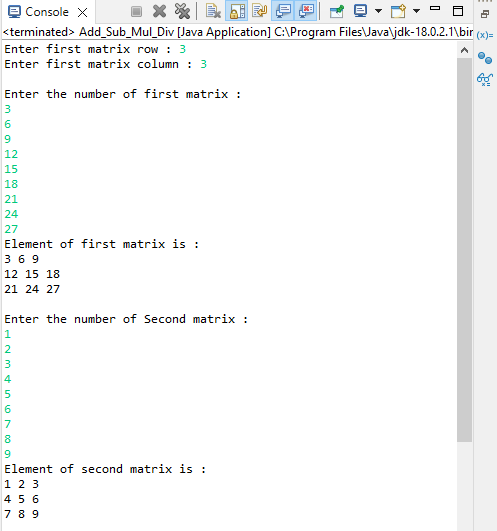 Console
<terminated> Add_Sub_Mul_Div [Java Application] C:\Program Files\Java\jdk-18.0.2.1\bin
Enter first matrix row : 3
Enter first matrix column : 3
Enter the number of first matrix :
3
6
9
12
15
18
21
24
27
Element of first matrix is :
3 6 9
12 15 18
21 24 27
Enter the number of Second matrix :
1
2
3
4
5
6
7
8
9
Element of second matrix is :
1 2 3
4 5 6
7 8 9
(x)=